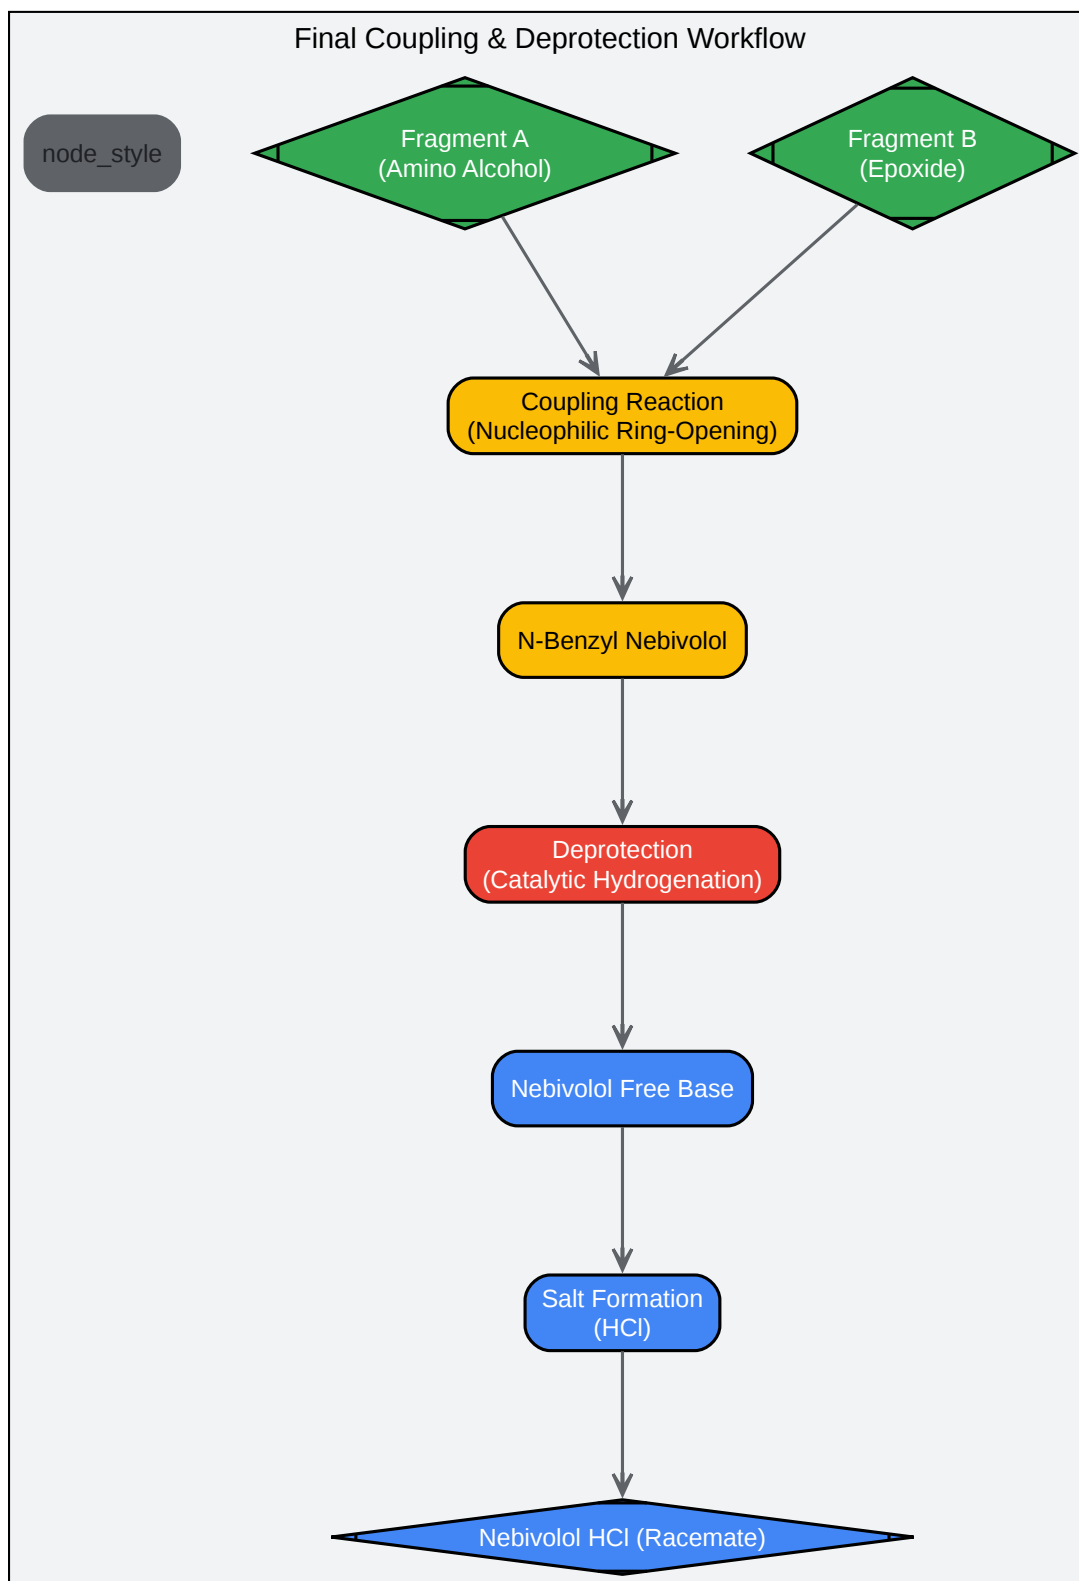 Final Coupling & Deprotection Workflow
node_style
Fragment A
(Amino Alcohol)
Fragment B
(Epoxide)
Coupling Reaction
(Nucleophilic Ring-Opening)
N-Benzyl Nebivolol
Deprotection
(Catalytic Hydrogenation)
Nebivolol Free Base
Salt Formation
(HCl)
Nebivolol HCl (Racemate)